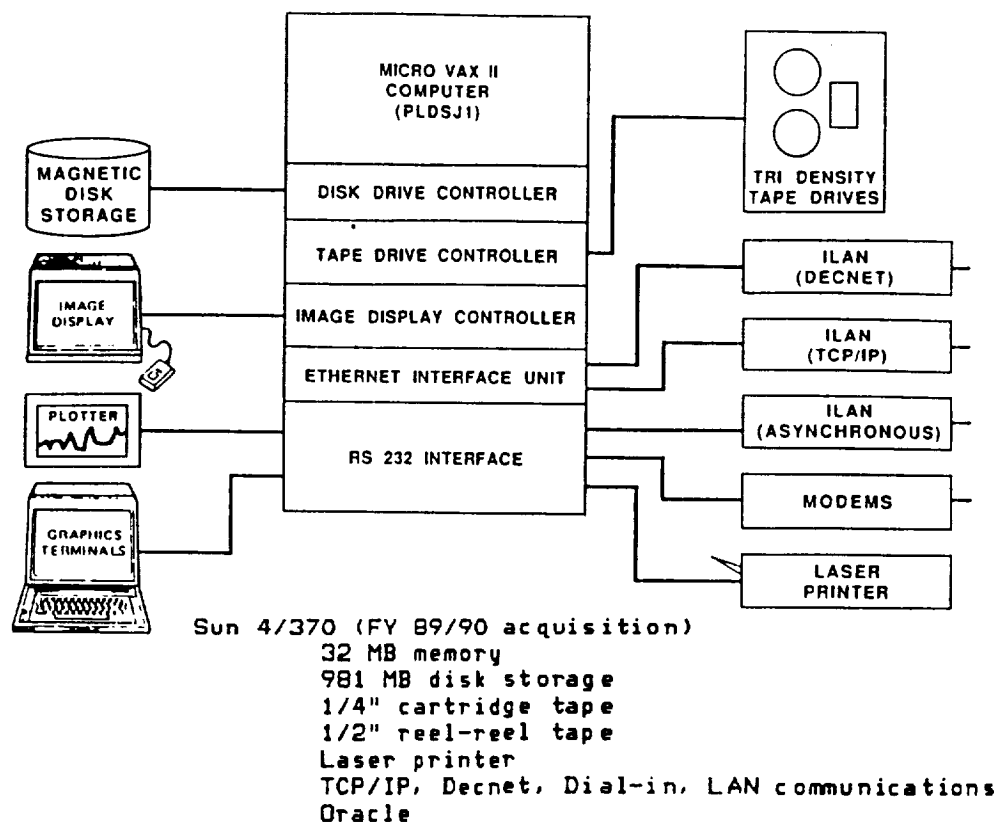 MICRO VAX II
COMPUTER
(PLDSJ1)
DISK DRIVE CONTROLLER
TAPE DRIVE CONTROLLER
IMAGE DISPLAY CONTROLLER
ETHERNET INTERFACE UNIT
RS 232 INTERFACE
MAGNETIC
DISK
STORAGE
IMAGE
DISPLAY
PLOTTER
GRAPHICS
TERMINALS
TRI DENSITY
TAPE DRIVES
ILAN
(DECNET)
ILAN
(TCP/IP)
ILAN
(ASYNCHRONOUS)
MODEMS
LASER
PRINTER
Sun 4/370 (FY 89/90 acquisition)
32 MB memory
981 MB disk storage
1/4" cartridge tape
1/2" reel-reel tape
Laser printer
TCP/IP, Decnet, Dial-in, LAN communications
Oracle